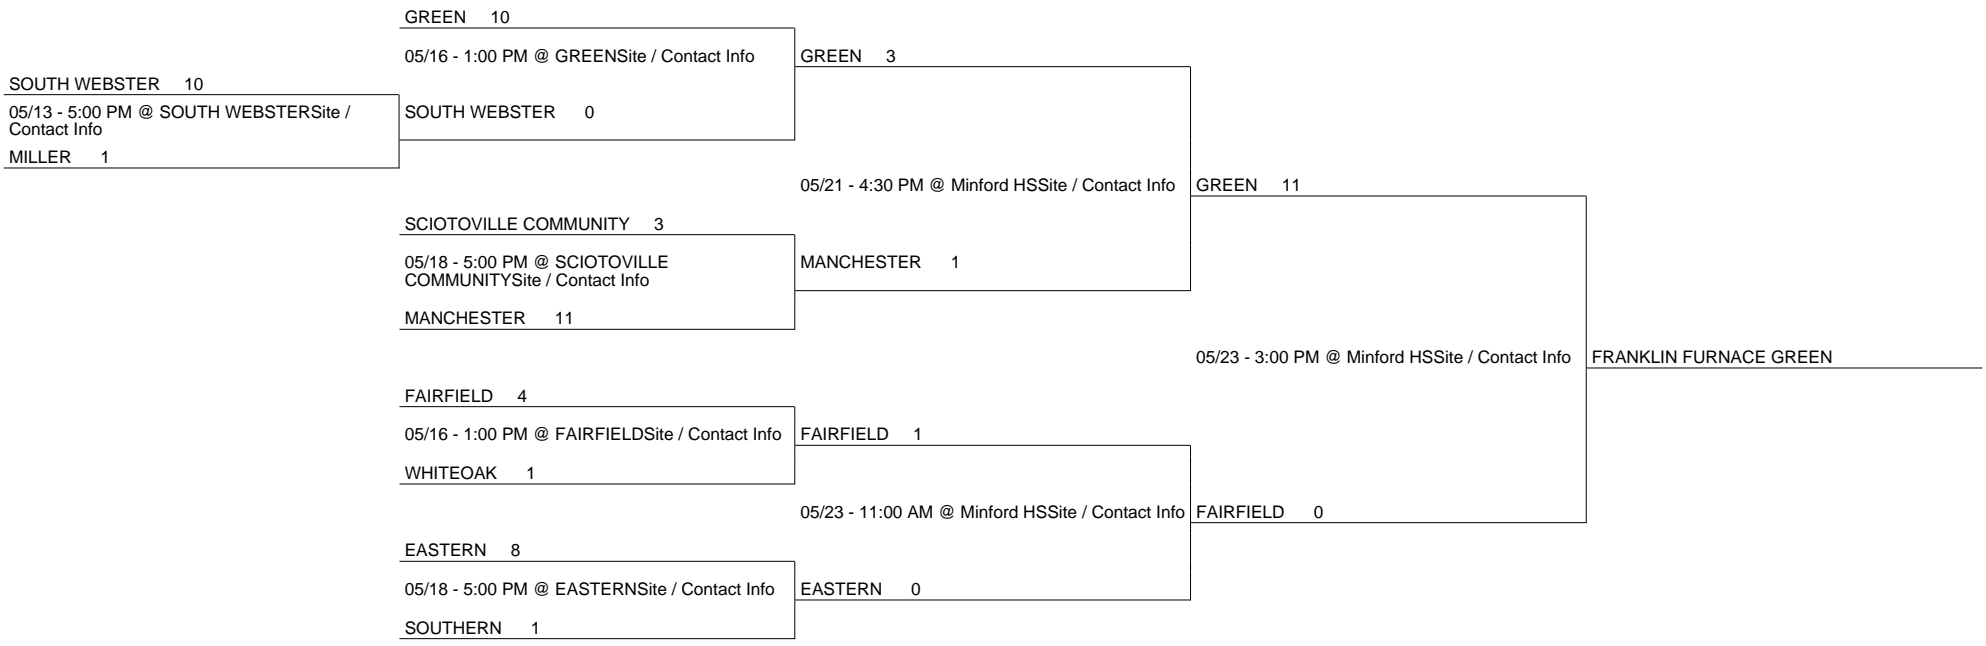 SOUTH WEBSTER 10
05/13 - 5:00 PM @ SOUTH WEBSTERSite /
Contact Info
MILLER 1
GREEN 10
05/16 - 1:00 PM @ GREENSite / Contact Info
SOUTH WEBSTER 0
SCIOTOVILLE COMMUNITY 3
05/18 - 5:00 PM @ SCIOTOVILLE
COMMUNITYSite / Contact Info
MANCHESTER 11
FAIRFIELD 4
05/16 - 1:00 PM @ FAIRFIELDSite / Contact Info
WHITEOAK 1
EASTERN 8
05/18 - 5:00 PM @ EASTERNSite / Contact Info
SOUTHERN 1
GREEN 3
05/21 - 4:30 PM @ Minford HSSite / Contact Info
MANCHESTER 1
FAIRFIELD 1
05/23 - 11:00 AM @ Minford HSSite / Contact Info
EASTERN 0
GREEN 11
05/23 - 3:00 PM @ Minford HSSite / Contact Info
FAIRFIELD 0
FRANKLIN FURNACE GREEN